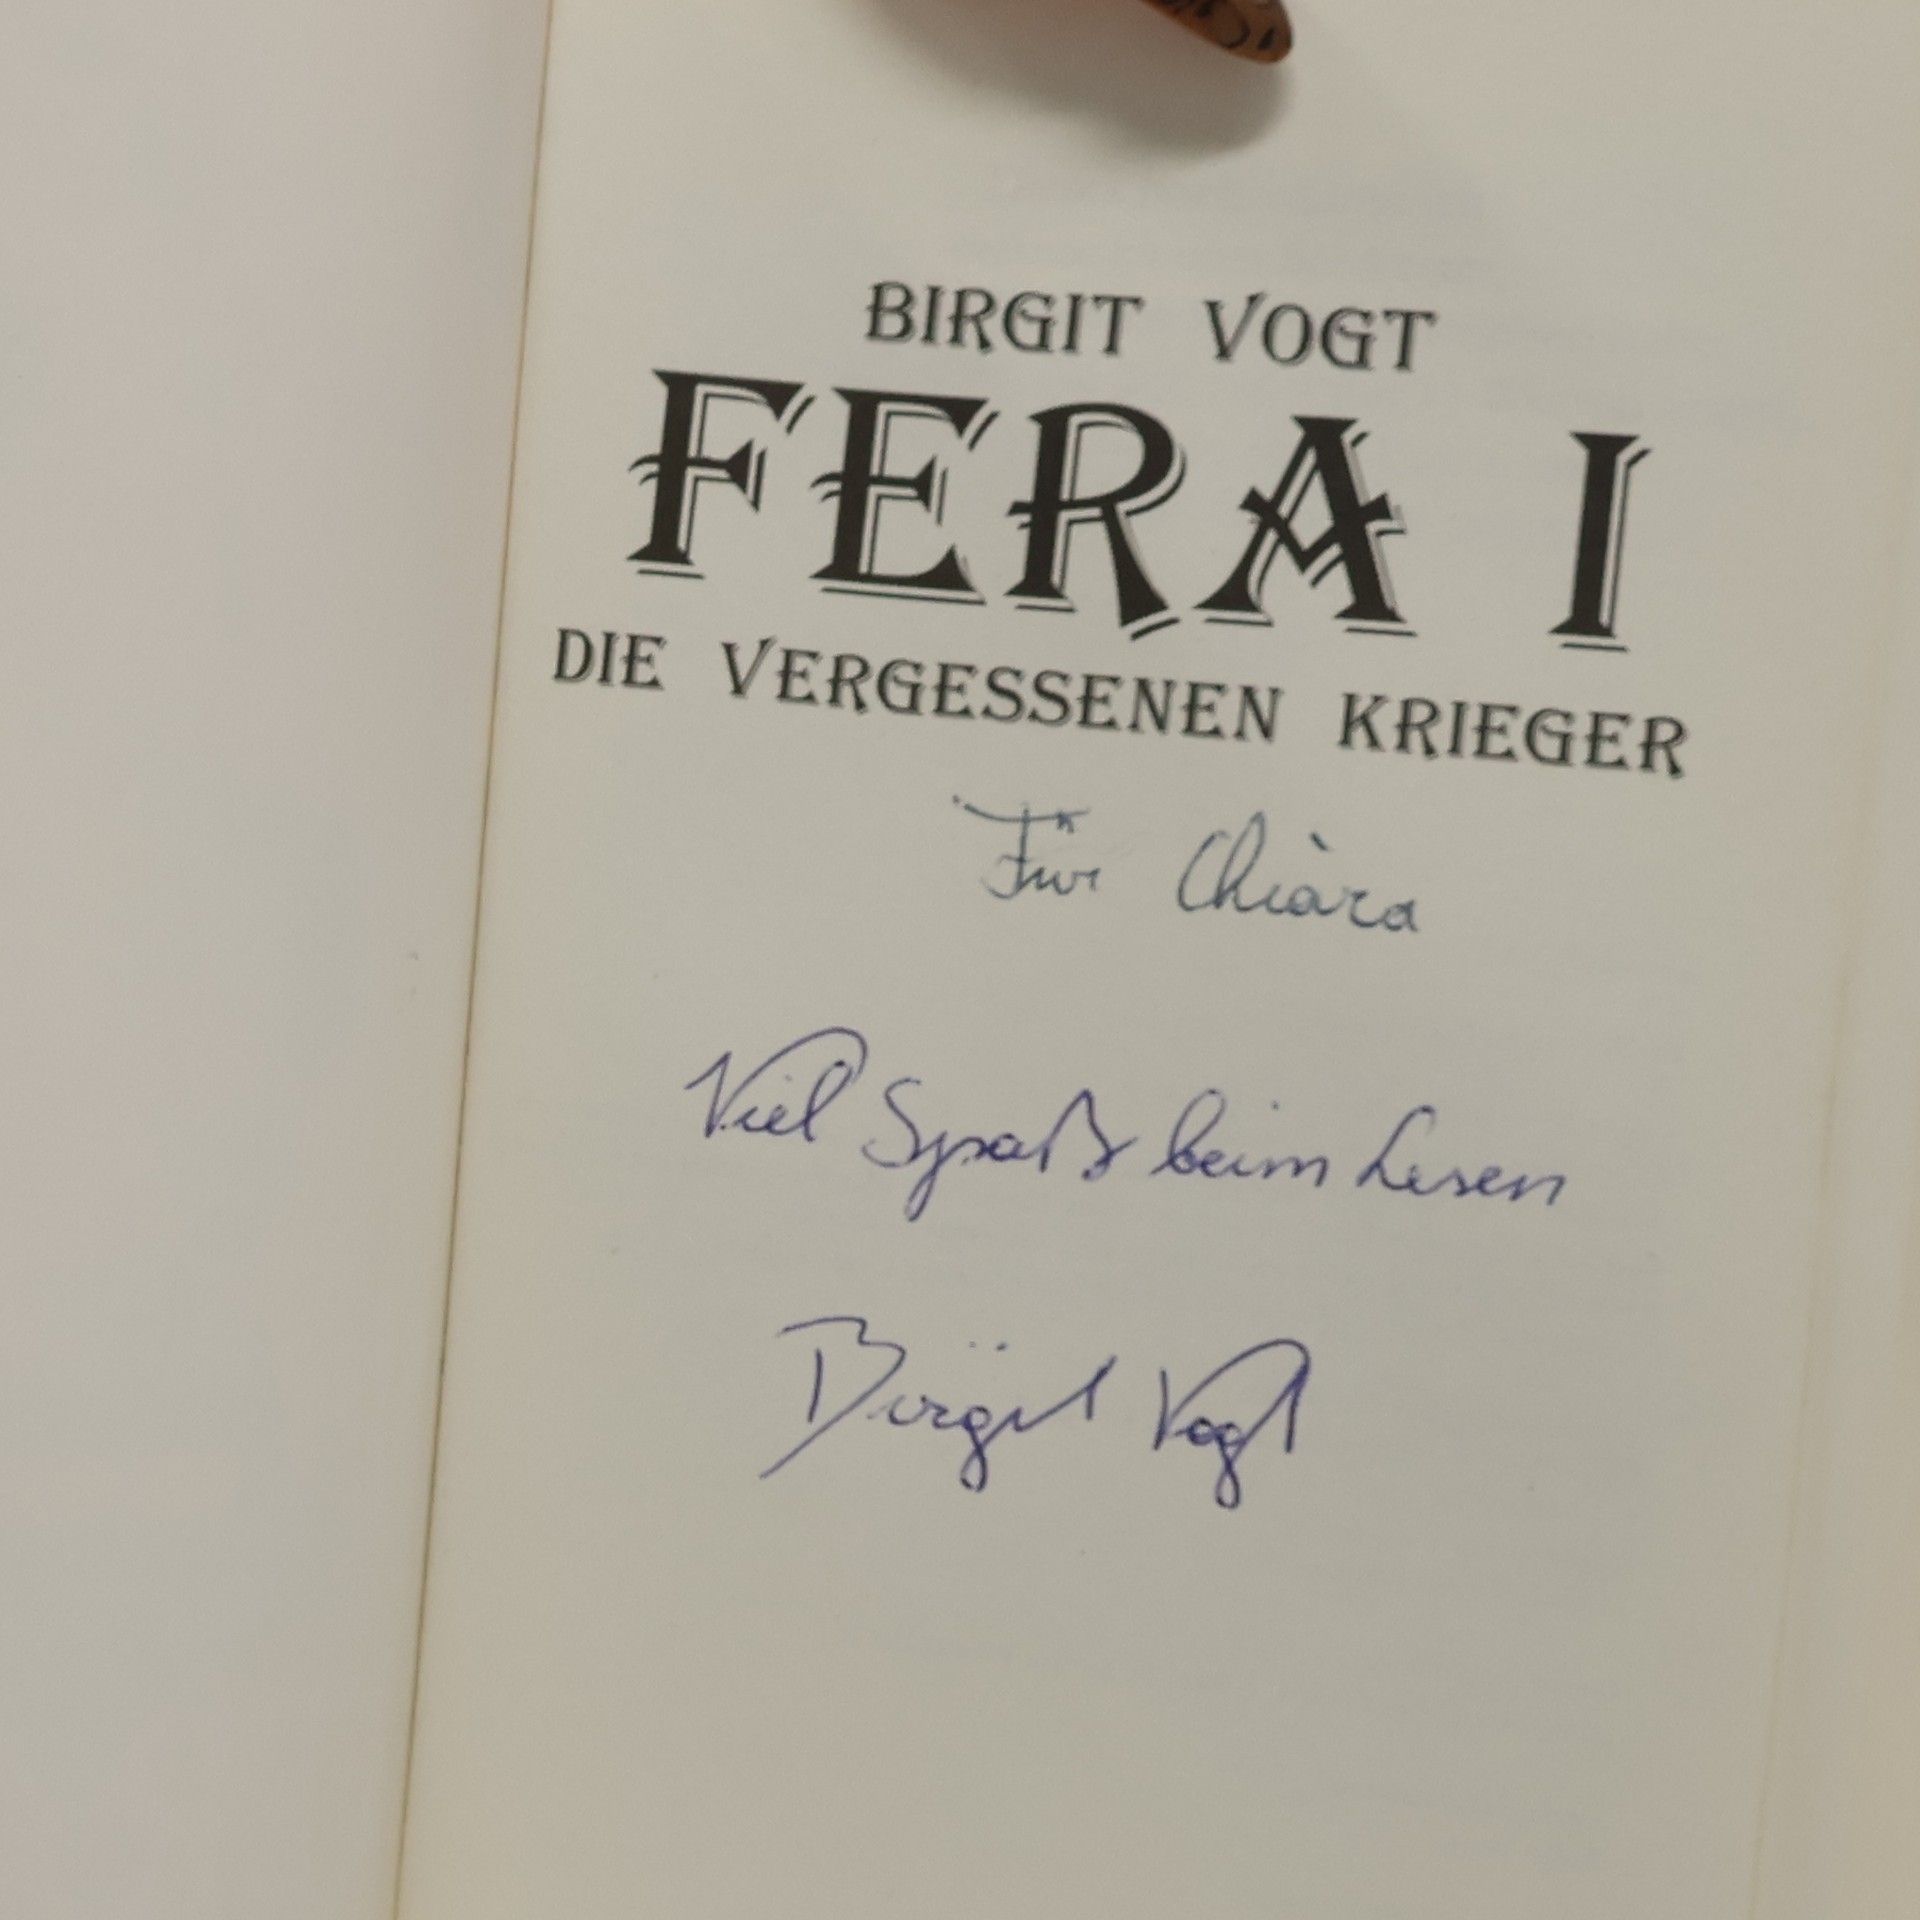 BIRGIT VOGT
FERA I
DIE VERGESSENEN KRIEGER
Für Chiara
Viel Spaß beim Lesen
Birgit Vogt